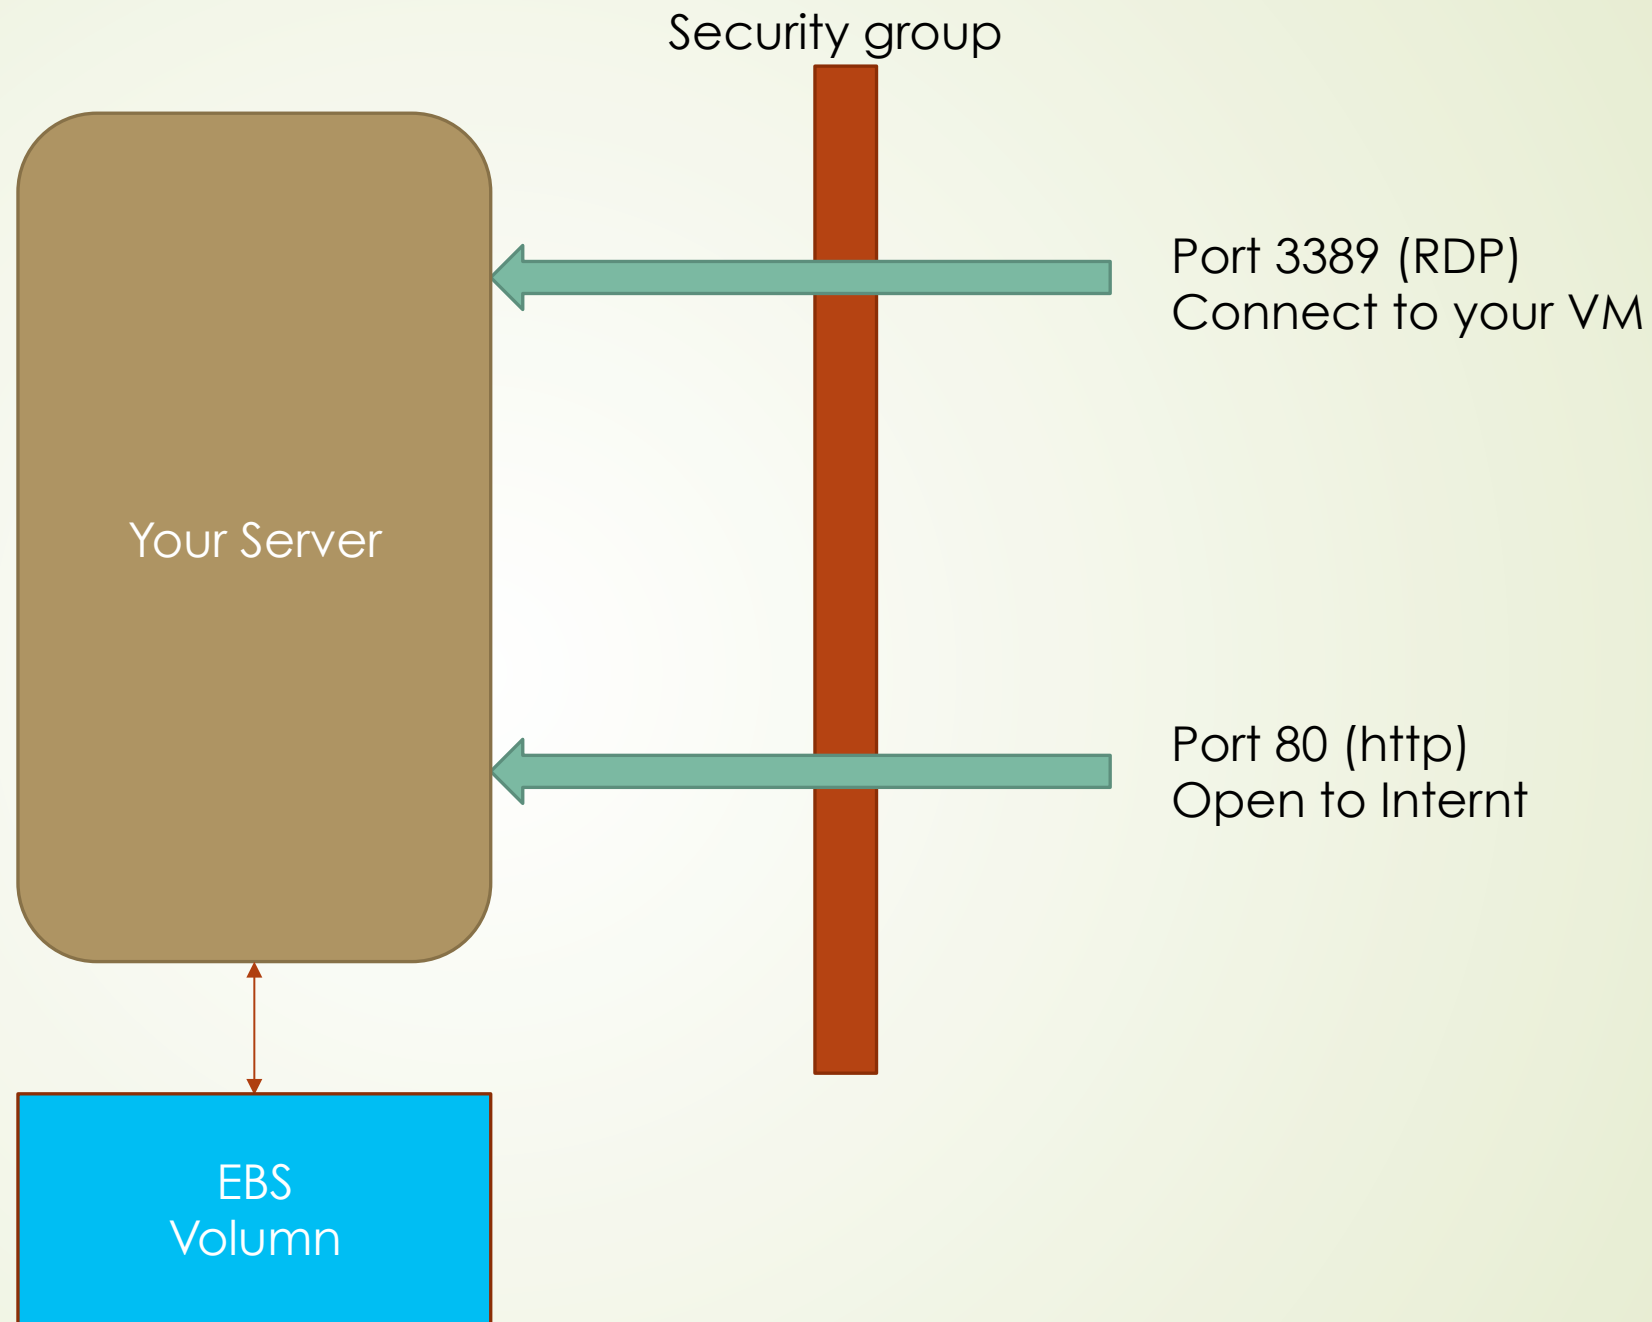 Security group
Port 3389 (RDP)
Connect to your VM
Your Server
Port 80 (http)
Open to Internt
EBS
Volumn